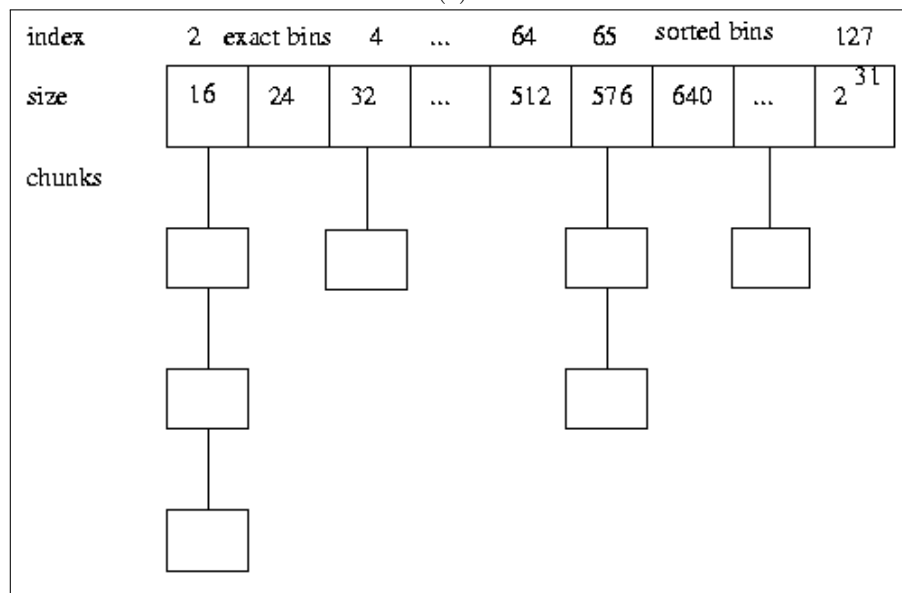 index 2 exact bins 4 ... 64 65 sorted bins 127
size 16 24 32 ... 512 576 640 ... 2^31
chunks